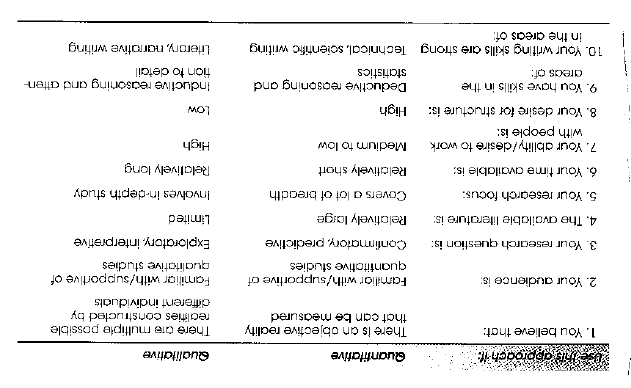 Use this approach if: Quantitative Qualitative
1. You believe that: There is an objective reality There are multiple possible
that can be measured realities constructed by
different individuals
2. Your audience is: Familiar with/supportive of Familiar with/supportive of
quantitative studies qualitative studies
3. Your research question is: Confirmatory, predictive Exploratory, interpretive
4. The available literature is: Relatively large Limited
5. Your research focus: Covers a lot of breadth Involves in-depth study
6. Your time available is: Relatively short Relatively long
7. Your ability/desire to work Medium to low High
with people is:
8. Your desire for structure is: High Low
9. You have skills in the Deductive reasoning and Inductive reasoning and atten-
areas of: statistics tion to detail
10. Your writing skills are strong Technical, scientific writing Literary, narrative writing
in the areas of: